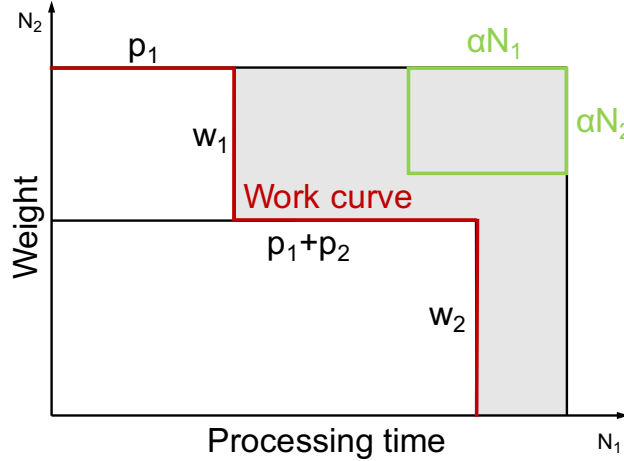 N₂
p₁
αN₁
w₁
αN₂
Work curve
p₁+p₂
Weight
w₂
Processing time
N₁